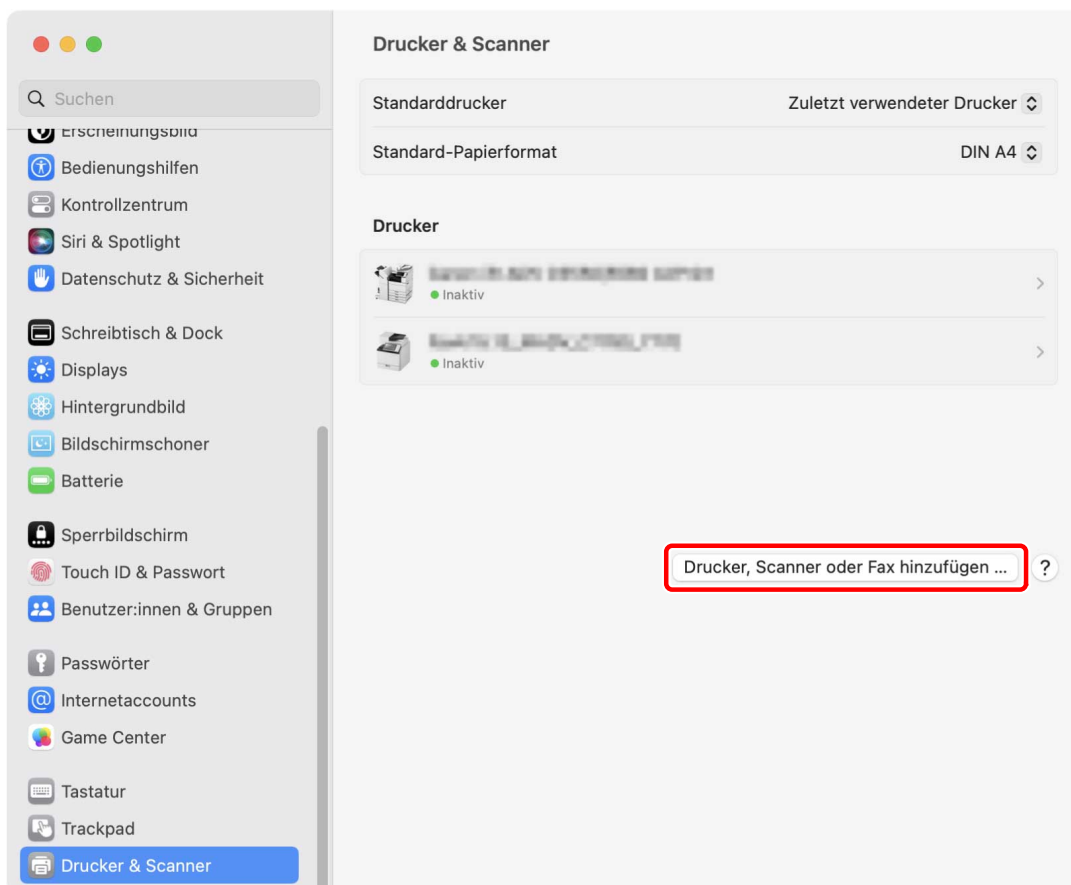 Drucker & Scanner
Suchen
Standarddrucker Zuletzt verwendeter Drucker
Standard-Papierformat DIN A4
Drucker
Inaktiv
Inaktiv
Drucker, Scanner oder Fax hinzufügen ... ?
Erscheinungsbild
Bedienungshilfen
Kontrollzentrum
Siri & Spotlight
Datenschutz & Sicherheit
Schreibtisch & Dock
Displays
Hintergrundbild
Bildschirmschoner
Batterie
Sperrbildschirm
Touch ID & Passwort
Benutzer:innen & Gruppen
Passwörter
Internetaccounts
Game Center
Tastatur
Trackpad
Drucker & Scanner